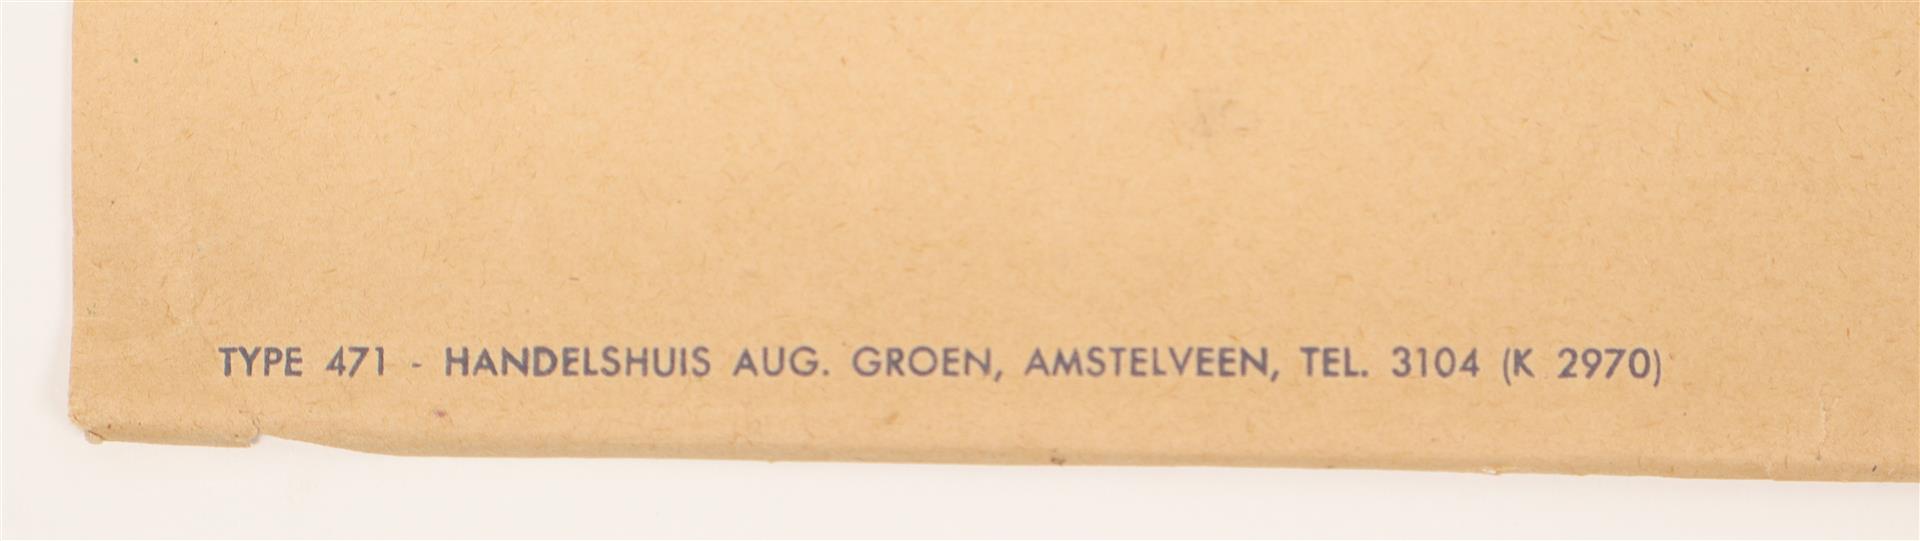 TYPE 471 - HANDELSHUIS AUG. GROEN, AMSTELVEEN, TEL. 3104 (K 2970)